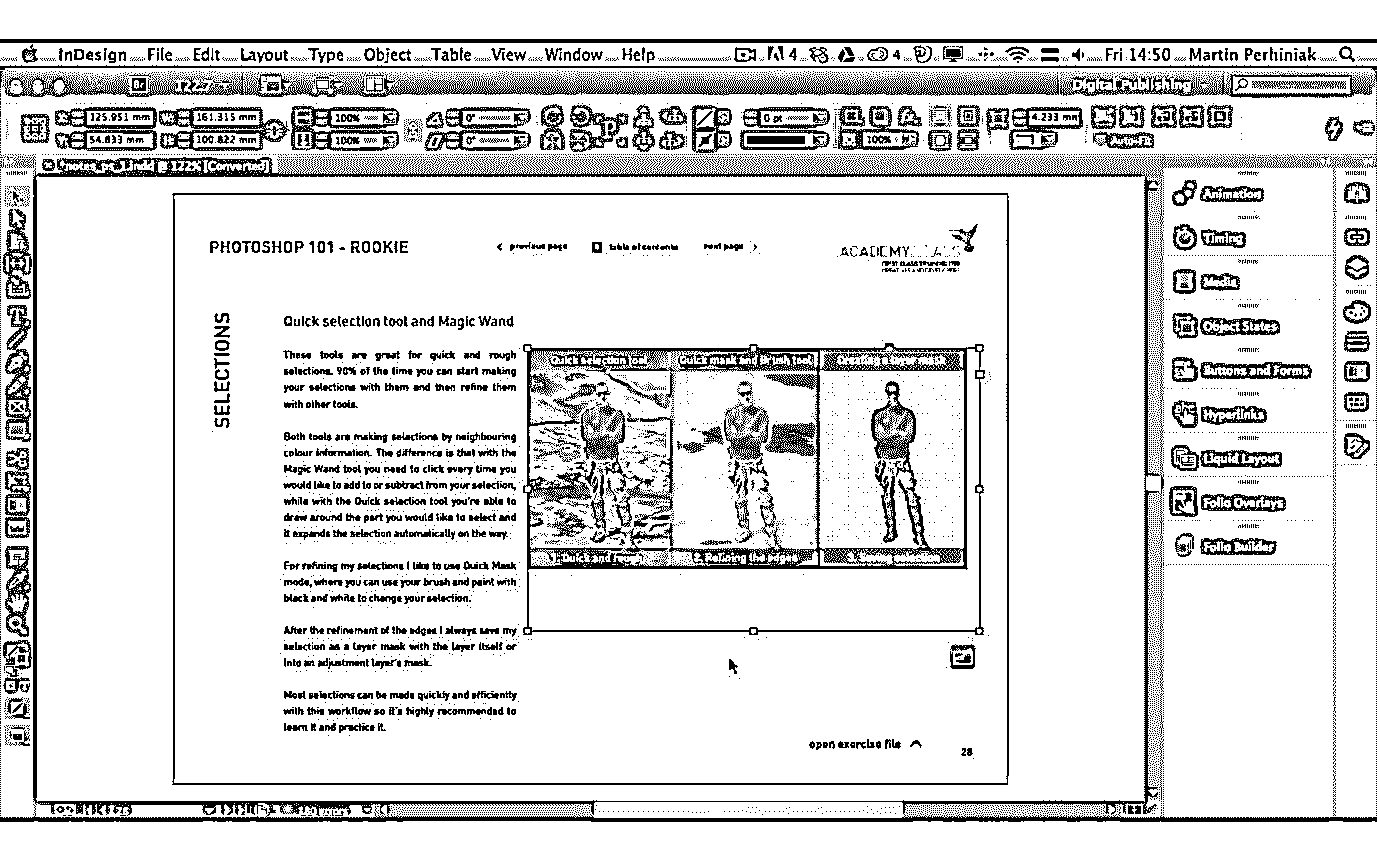 InDesign File Edit Layout Type Object Table View Window Help 4 4 Fri 14:50 Martin Perhiniak
122% Digital Publishing
125.951 mm 161.315 mm 100% 0° 0 pt 4.233 mm
54.833 mm 100.822 mm 100% 0° 100% AutoFit
@ 122% [Converted]
PHOTOSHOP 101 - ROOKIE
previous page
table of contents
next page
ACADEMY
SELECTIONS
Quick selection tool and Magic Wand
These tools are great for quick and rough
selections. 90% of the time you can start making
your selections with them and then refine them
with other tools.
Both tools are making selections by neighbouring
colour information. The difference is that with the
Magic Wand tool you need to click every time you
would like to add to or subtract from your selection,
while with the Quick selection tool you're able to
draw around the part you would like to select and
it expands the selection automatically on the way.
For refining my selections I like to use Quick Mask
mode, where you can use your brush and paint with
black and white to change your selection.
After the refinement of the edges I always save my
selection as a layer mask with the layer itself or
into an adjustment layer's mask.
Most selections can be made quickly and efficiently
with this workflow so it's highly recommended to
learn it and practice it.
Quick selection tool
Quick mask and Brush tool
1. Quick and rough
2. Refining the edges
open exercise file
28
Animation
Timing
Media
Object States
Buttons and Forms
Hyperlinks
Liquid Layout
Folio Overlays
Folio Builder